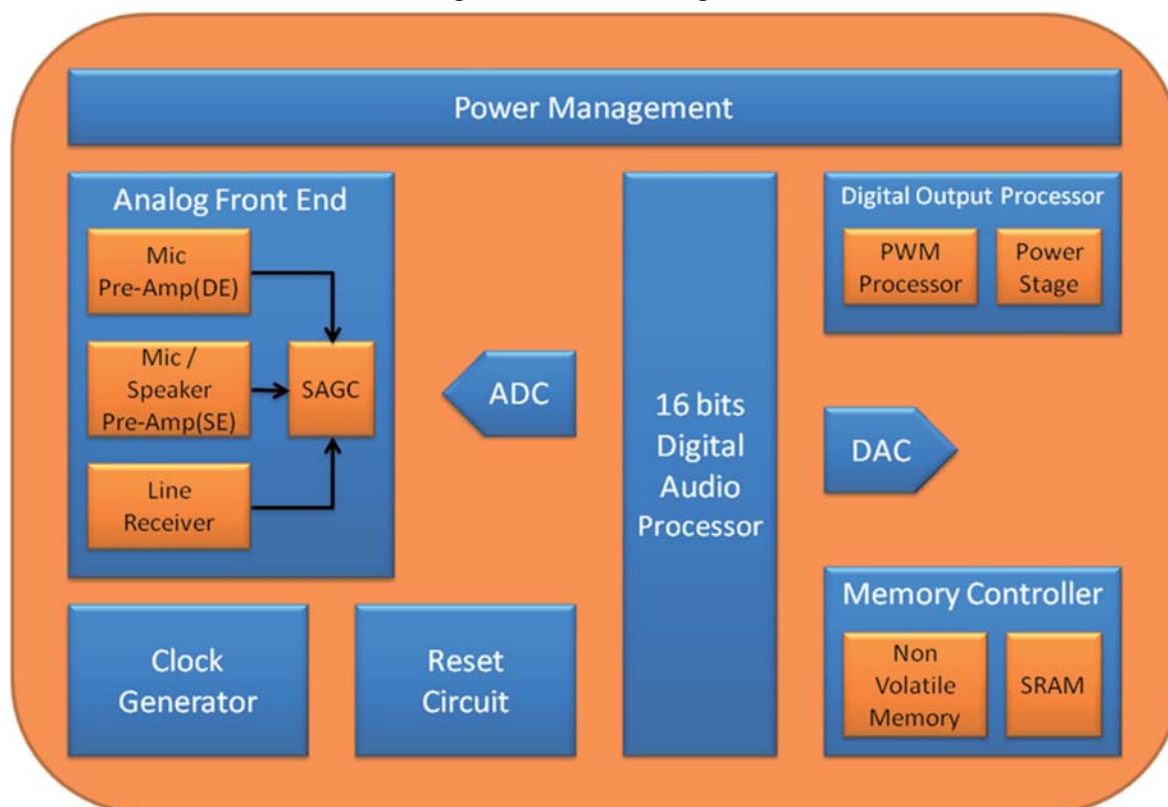 Power Management
Analog Front End
Mic
Pre-Amp(DE)
Mic /
Speaker
Pre-Amp(SE)
SAGC
Line
Receiver
ADC
16 bits
Digital
Audio
Processor
Digital Output Processor
PWM
Processor
Power
Stage
DAC
Memory Controller
Non
Volatile
Memory
SRAM
Clock
Generator
Reset
Circuit